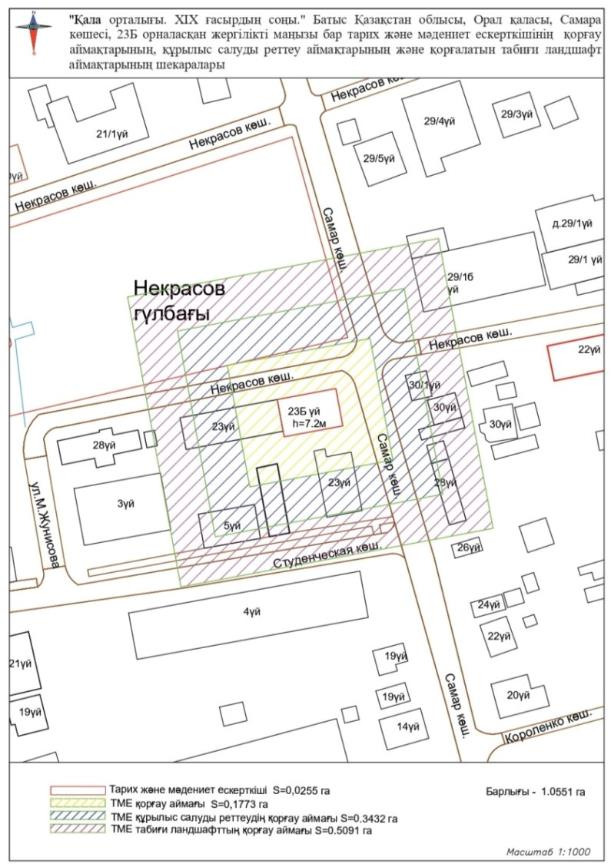 "Қала орталығы. XIX ғасырдың соңы." Батыс Қазақстан облысы, Орал қаласы, Самара
көшесі, 23Б орналасқан жергілікті маңызы бар тарих және мәдениет ескерткішінің қорғау
аймақтарының, құрылыс салуды реттеу аймақтарының және қорғалатын табиғи ландшафт
аймақтарының шекаралары
Некрасов көш.
21/1үй
Некрасов көш.
29/4үй
29/3үй
29/5үй
үй
Некрасов көш.
Самар көш.
д.29/1үй
29/1 үй
29/1б
үй
Некрасов
гүлбағы
Некрасов көш.
22үй
Некрасов көш.
30/1үй
30үй
23Б үй
h=7.2м
23үй
30үй
28үй
Самар көш.
3үй
23үй
28үй
5үй
ул.М.Жунисова
Студенческая көш.
26үй
4үй
24үй
22үй
21үй
19үй
19үй
20үй
19үй
14үй
Самар көш.
Короленко көш.
Тарих және мәдениет ескерткіші S=0,0255 га
Барлығы - 1.0551 га
ТМЕ қорғау аймағы S=0,1773 га
ТМЕ құрылыс салуды реттеудің қорғау аймағы S=0.3432 га
ТМЕ табиғи ландшафттың қорғау аймағы S=0.5091 га
Масштаб 1:1000